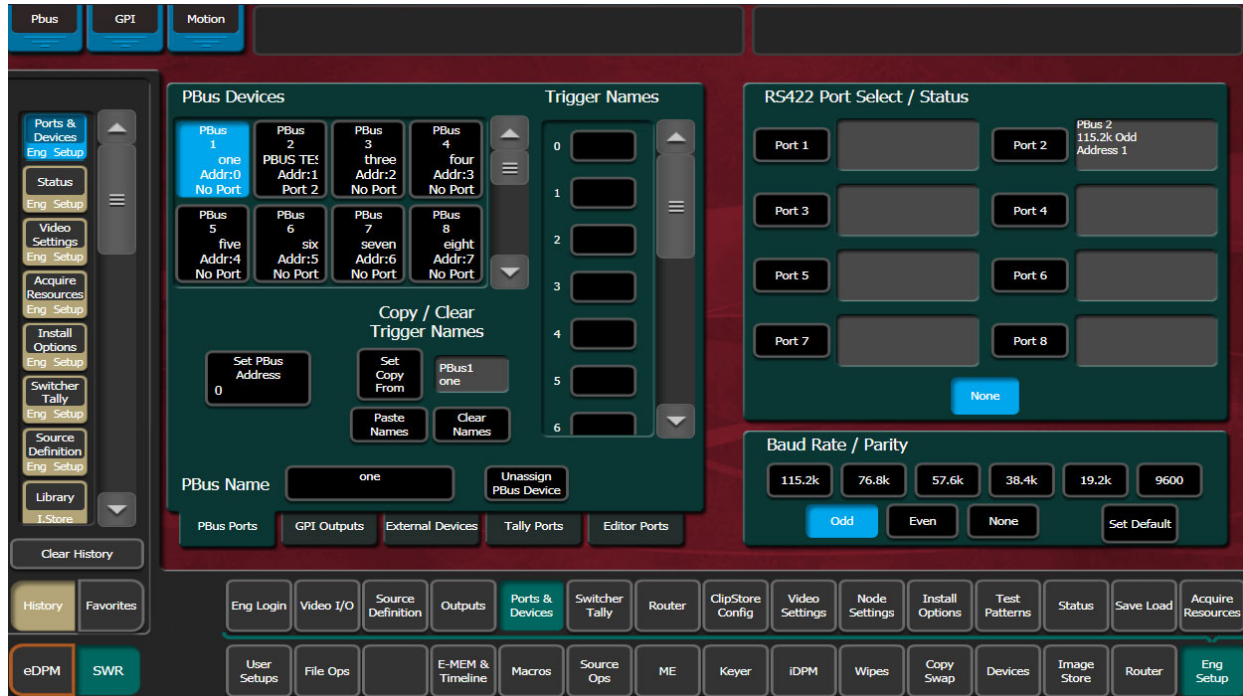 Pbus
GPI
Motion
Ports &
Devices
Eng Setup
Status
Eng Setup
Video
Settings
Eng Setup
Acquire
Resources
Eng Setup
Install
Options
Eng Setup
Switcher
Tally
Eng Setup
Source
Definition
Eng Setup
Library
I.Store
Clear History
History
Favorites
eDPM
SWR
PBus Devices
PBus
1
one
Addr:0
No Port
PBus
2
PBUS TES
Addr:1
Port 2
PBus
3
three
Addr:2
No Port
PBus
4
four
Addr:3
No Port
PBus
5
five
Addr:4
No Port
PBus
6
six
Addr:5
No Port
PBus
7
seven
Addr:6
No Port
PBus
8
eight
Addr:7
No Port
Set PBus
Address
0
Copy / Clear
Trigger Names
Set
Copy
From
PBus1
one
Paste
Names
Clear
Names
PBus Name
one
Unassign
PBus Device
Trigger Names
0
1
2
3
4
5
6
PBus Ports
GPI Outputs
External Devices
Tally Ports
Editor Ports
RS422 Port Select / Status
Port 1
Port 2
PBus 2
115.2k Odd
Address 1
Port 3
Port 4
Port 5
Port 6
Port 7
Port 8
None
Baud Rate / Parity
115.2k
76.8k
57.6k
38.4k
19.2k
9600
Odd
Even
None
Set Default
Eng Login
Video I/O
Source
Definition
Outputs
Ports &
Devices
Switcher
Tally
Router
ClipStore
Config
Video
Settings
Node
Settings
Install
Options
Test
Patterns
Status
Save Load
Acquire
Resources
User
Setups
File Ops
E-MEM &
Timeline
Macros
Source
Ops
ME
Keyer
iDPM
Wipes
Copy
Swap
Devices
Image
Store
Router
Eng
Setup